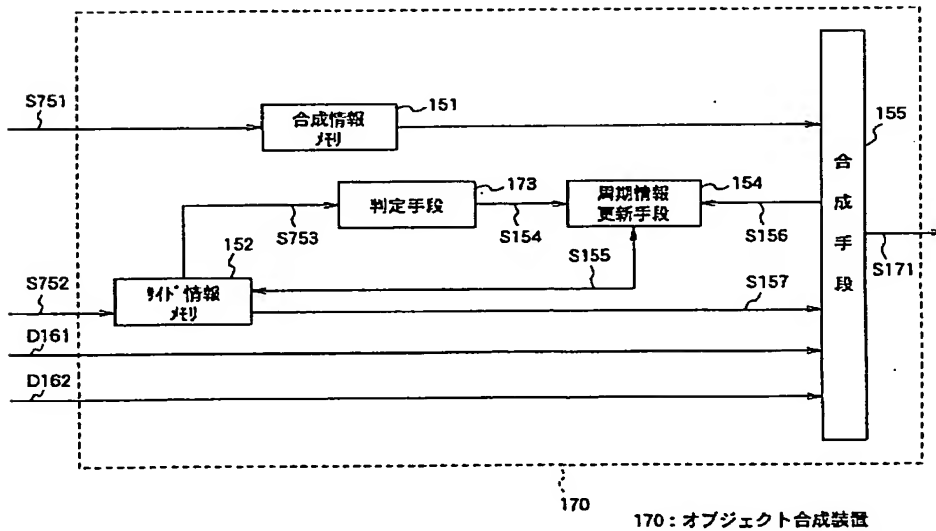 S751
合成情報
ﾒﾓﾘ
151
155
合
成
手
段
S753
判定手段
173
S154
周期情報
更新手段
154
S156
S171
152
S155
S752
ｻｲﾄﾞ情報
ﾒﾓﾘ
S157
D161
D162
170
170：オブジェクト合成装置